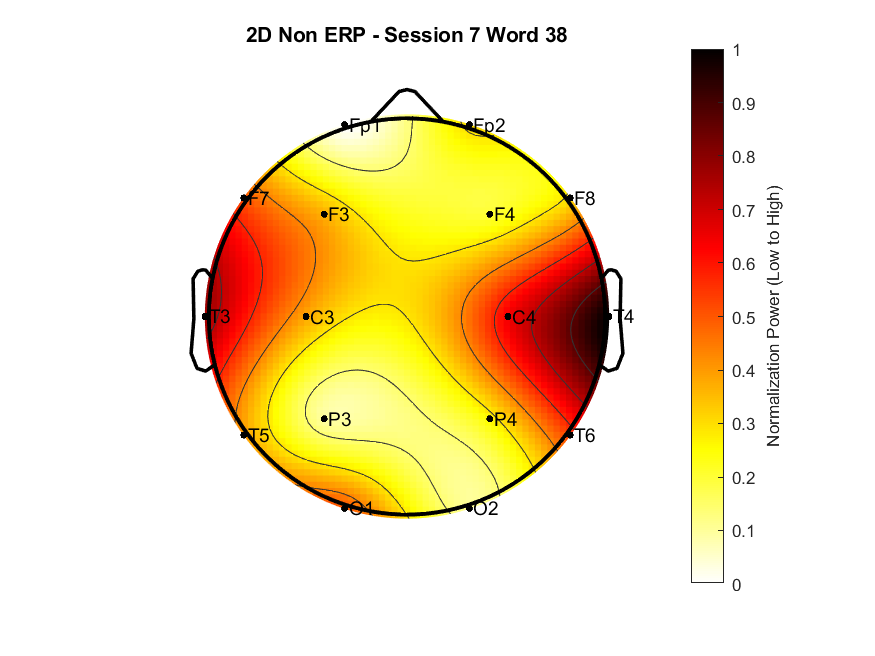 2D Non ERP - Session 7 Word 38
Fp1 Fp2
F7 F3 F4 F8
T3 C3 C4 T4
T5 P3 P4 T6
O1 O2
1
0.9
0.8
0.7
0.6
0.5
0.4
0.3
0.2
0.1
0
Normalization Power (Low to High)